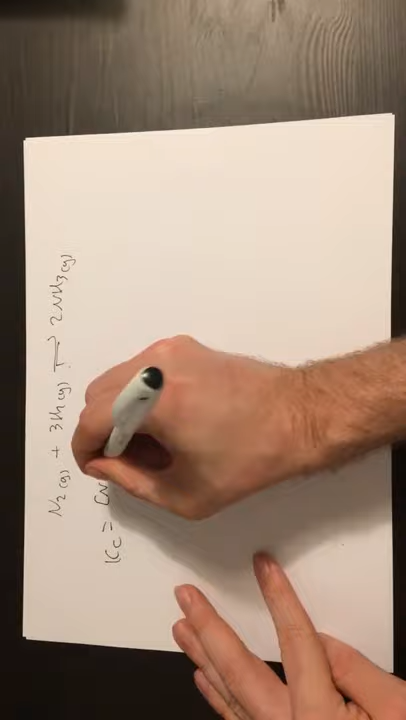 N2(g) + 3H2(g) ⇌ 2NH3(g)
Kc = [N